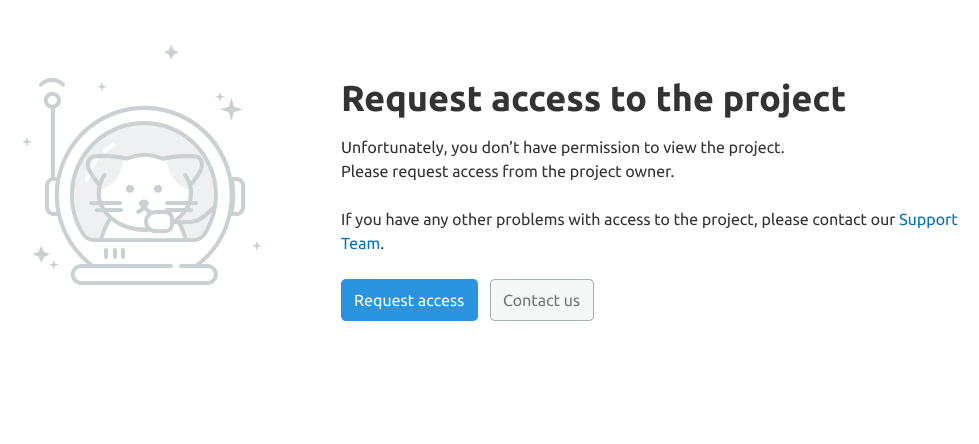 Request access to the project
Unfortunately, you don’t have permission to view the project.
Please request access from the project owner.
If you have any other problems with access to the project, please contact our Support
Team.
Request access
Contact us